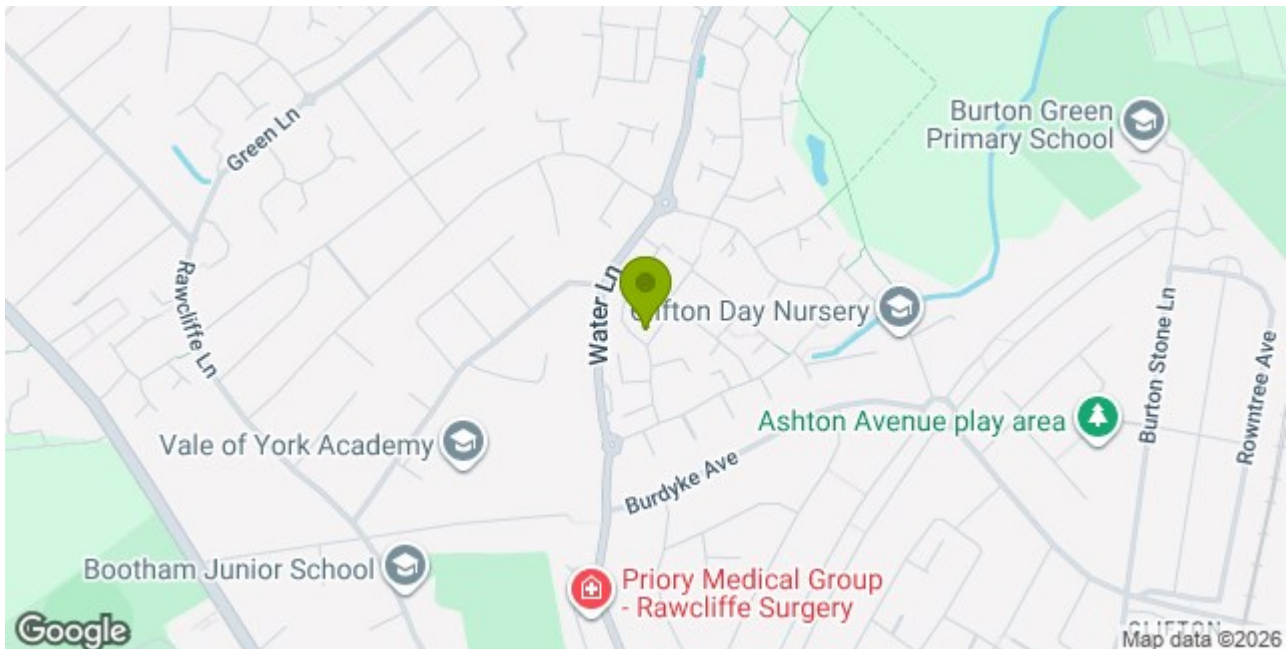 Green Ln
Burton Green
Primary School
Rawcliffe Ln
Water Ln
Clifton Day Nursery
Burton Stone Ln
Rowntree Ave
Ashton Avenue play area
Vale of York Academy
Burdyke Ave
Bootham Junior School
Priory Medical Group
- Rawcliffe Surgery
CLIFTON
Google
Map data ©2026